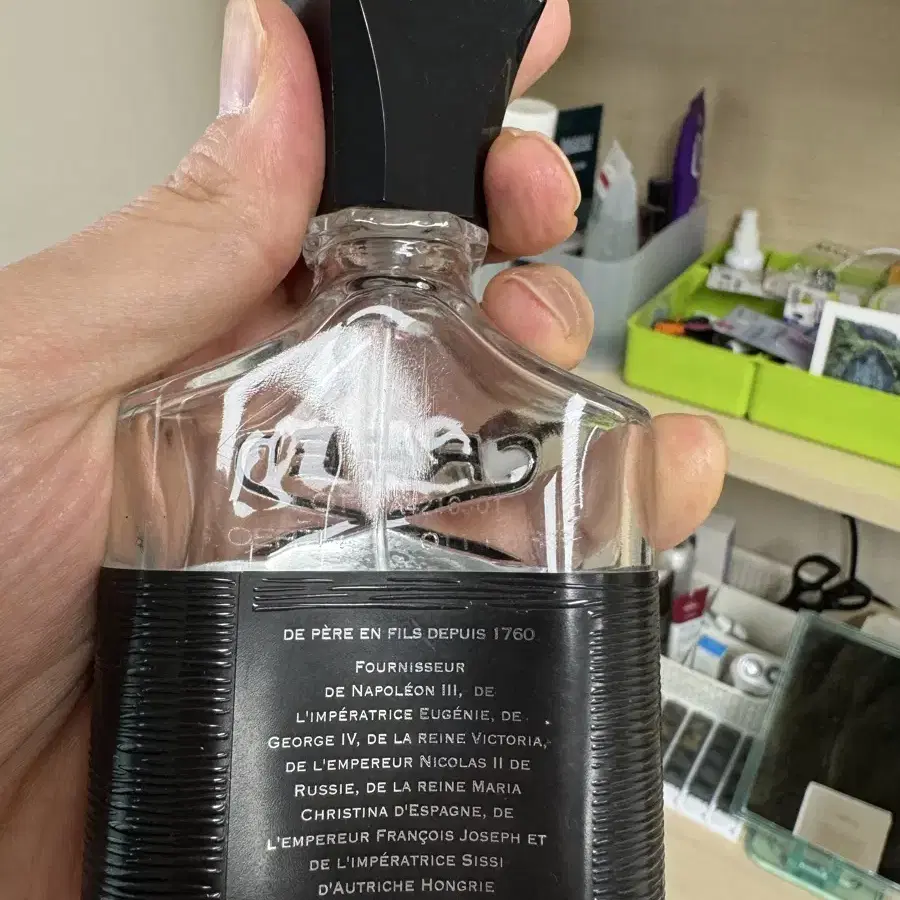 DE PÈRE EN FILS DEPUIS 1760
FOURNISSEUR
DE NAPOLÉON III, DE
L'IMPÉRATRICE EUGÉNIE, DE
GEORGE IV, DE LA REINE VICTORIA,
DE L'EMPEREUR NICOLAS II DE
RUSSIE, DE LA REINE MARIA
CHRISTINA D'ESPAGNE, DE
L'EMPEREUR FRANÇOIS JOSEPH ET
DE L'IMPÉRATRICE SISSI
D'AUTRICHE HONGRIE